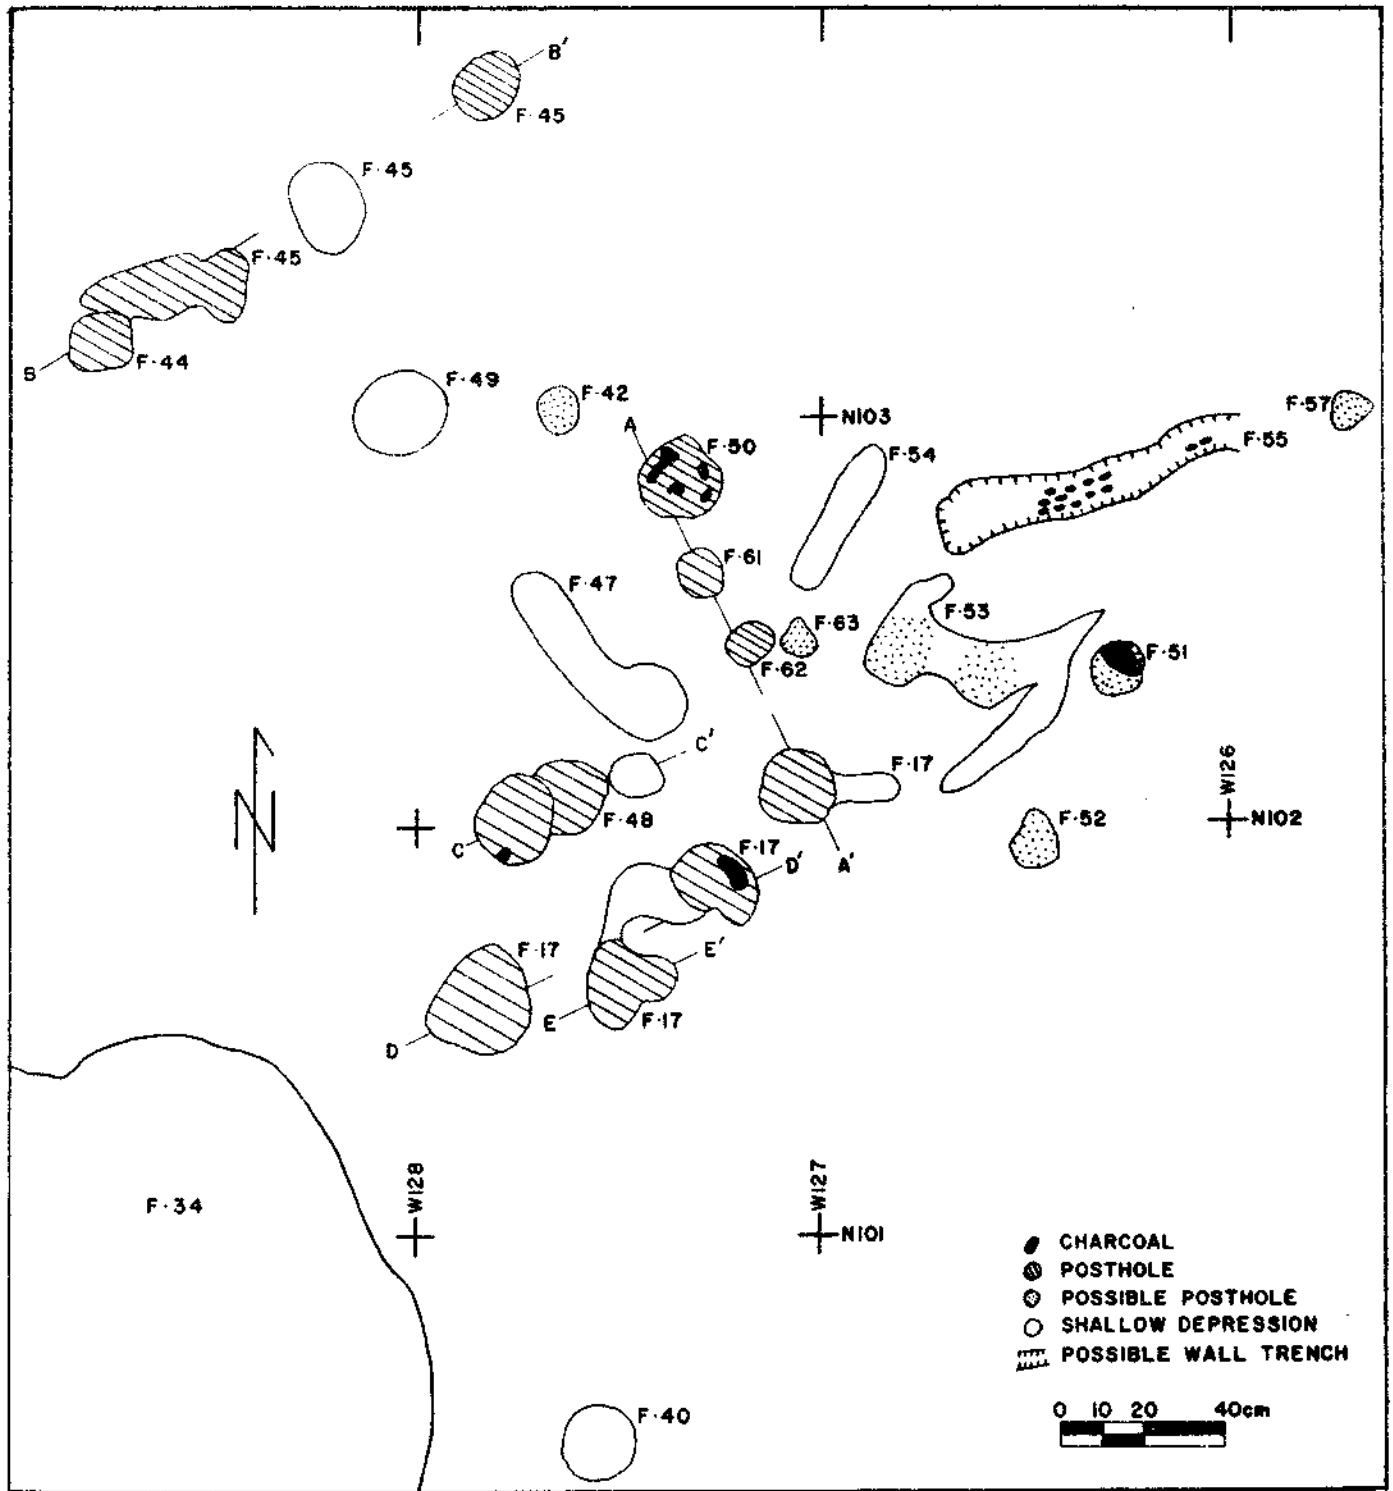 B'
F·45
F·45
F·45
B
F·44
F·49
F·42
A
F·50
N103
F·54
F·57
F·55
F·61
F·47
F·63
F·62
F·53
F·51
C'
F·17
W126
C
F·48
A'
F·52
N102
F·17
D'
F·17
E'
E
F·17
D
N
F·34
W128
W127
N101
F·40
CHARCOAL
POSTHOLE
POSSIBLE POSTHOLE
SHALLOW DEPRESSION
POSSIBLE WALL TRENCH
0 10 20 40cm